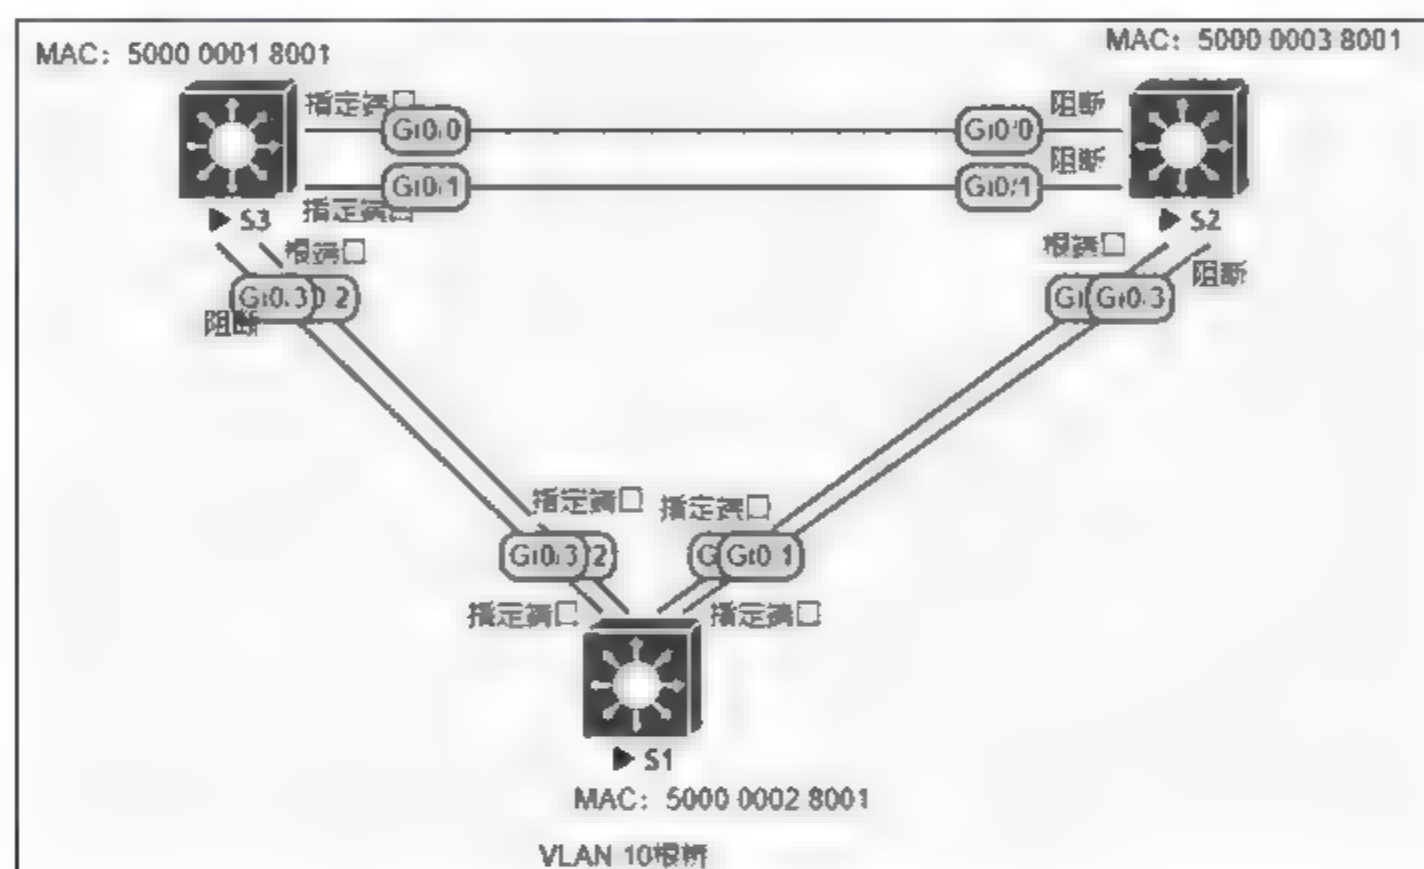 MAC: 5000 0001 8001
MAC: 5000 0003 8001
指定端口
Gi0/0
Gi0/0
阻断
Gi0/1
Gi0/1
阻断
指定端口
S3
S2
根端口
根端口
Gi0/3
Gi0/3
阻断
阻断
指定端口
指定端口
Gi0/3
Gi0/1
指定端口
指定端口
S1
MAC: 5000 0002 8001
VLAN 10根桥